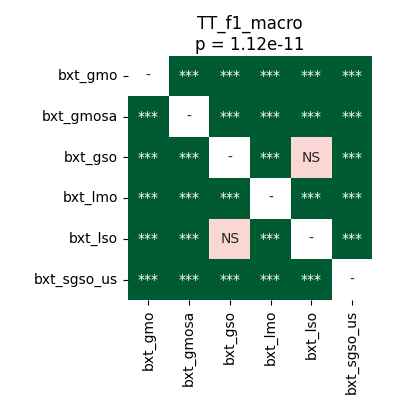 TT_f1_macro
p = 1.12e-11
bxt_gmo - *** *** *** *** ***
bxt_gmosa *** - *** *** *** ***
bxt_gso *** *** - *** NS ***
bxt_lmo *** *** *** - *** ***
bxt_lso *** *** NS *** - ***
bxt_sgso_us *** *** *** *** *** -
bxt_gmo
bxt_gmosa
bxt_gso
bxt_lmo
bxt_lso
bxt_sgso_us